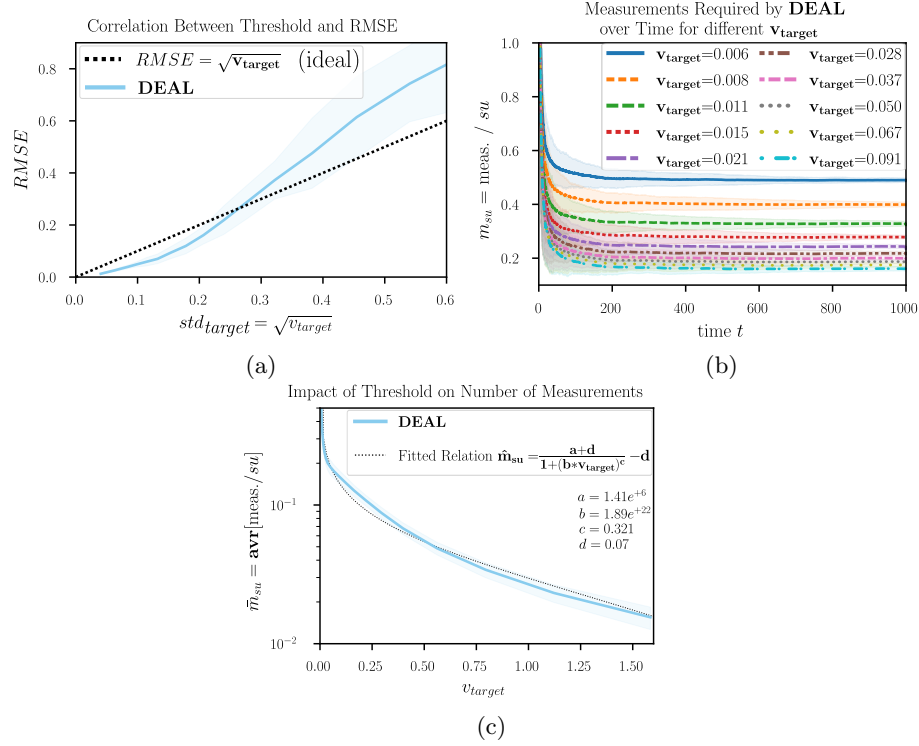 Correlation Between Threshold and RMSE
RMSE = √v_target (ideal)
DEAL
RMSE
0.8
0.6
0.4
0.2
0.0
0.0 0.1 0.2 0.3 0.4 0.5 0.6
std_target = √v_target
(a)
Measurements Required by DEAL
over Time for different v_target
v_target=0.006 v_target=0.028
v_target=0.008 v_target=0.037
v_target=0.011 v_target=0.050
v_target=0.015 v_target=0.067
v_target=0.021 v_target=0.091
m_su = meas. / su
1.0
0.8
0.6
0.4
0.2
0 200 400 600 800 1000
time t
(b)
Impact of Threshold on Number of Measurements
DEAL
Fitted Relation m̂_su = (a+d)/(1+(b*v_target)^c) − d
a = 1.41e^{+6}
b = 1.89e^{+22}
c = 0.321
d = 0.07
m̄_su = avr[meas./su]
10^{−1}
10^{−2}
0.00 0.25 0.50 0.75 1.00 1.25 1.50
v_target
(c)